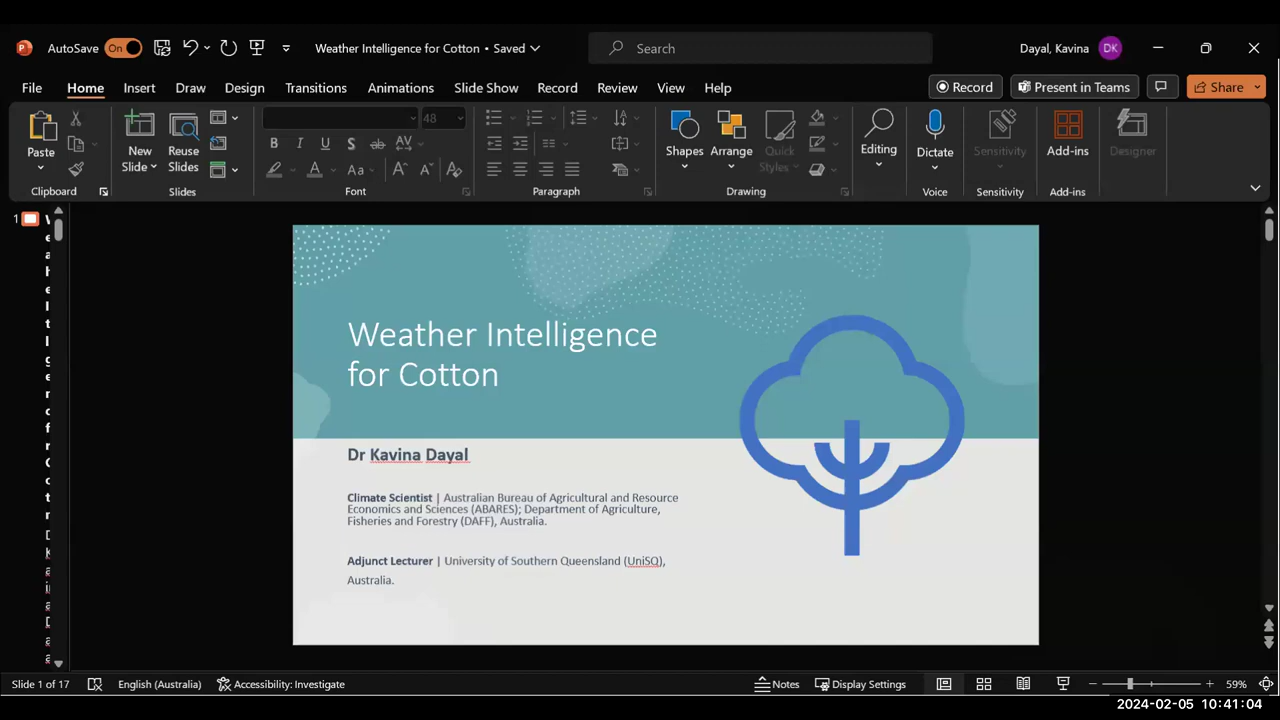 AutoSave On Weather Intelligence for Cotton • Saved Search Dayal, Kavina DK
File Home Insert Draw Design Transitions Animations Slide Show Record Review View Help Record Present in Teams Share
Paste New Slide Reuse Slides 48 B I U S ab AV Aa A A Shapes Arrange Quick Styles Editing Dictate Sensitivity Add-ins Designer
Clipboard Slides Font Paragraph Drawing Voice Sensitivity Add-ins
1
Weather Intelligence
for Cotton
Dr Kavina Dayal
Climate Scientist | Australian Bureau of Agricultural and Resource
Economics and Sciences (ABARES); Department of Agriculture,
Fisheries and Forestry (DAFF), Australia.
Adjunct Lecturer | University of Southern Queensland (UniSQ),
Australia.
Slide 1 of 17 English (Australia) Accessibility: Investigate Notes Display Settings 59%
2024-02-05 10:41:04